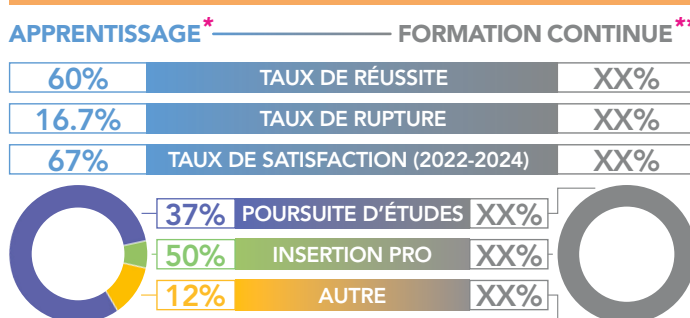 APPRENTISSAGE* FORMATION CONTINUE**
60% TAUX DE RÉUSSITE XX%
16.7% TAUX DE RUPTURE XX%
67% TAUX DE SATISFACTION (2022-2024) XX%
37% POURSUITE D'ÉTUDES XX%
50% INSERTION PRO XX%
12% AUTRE XX%